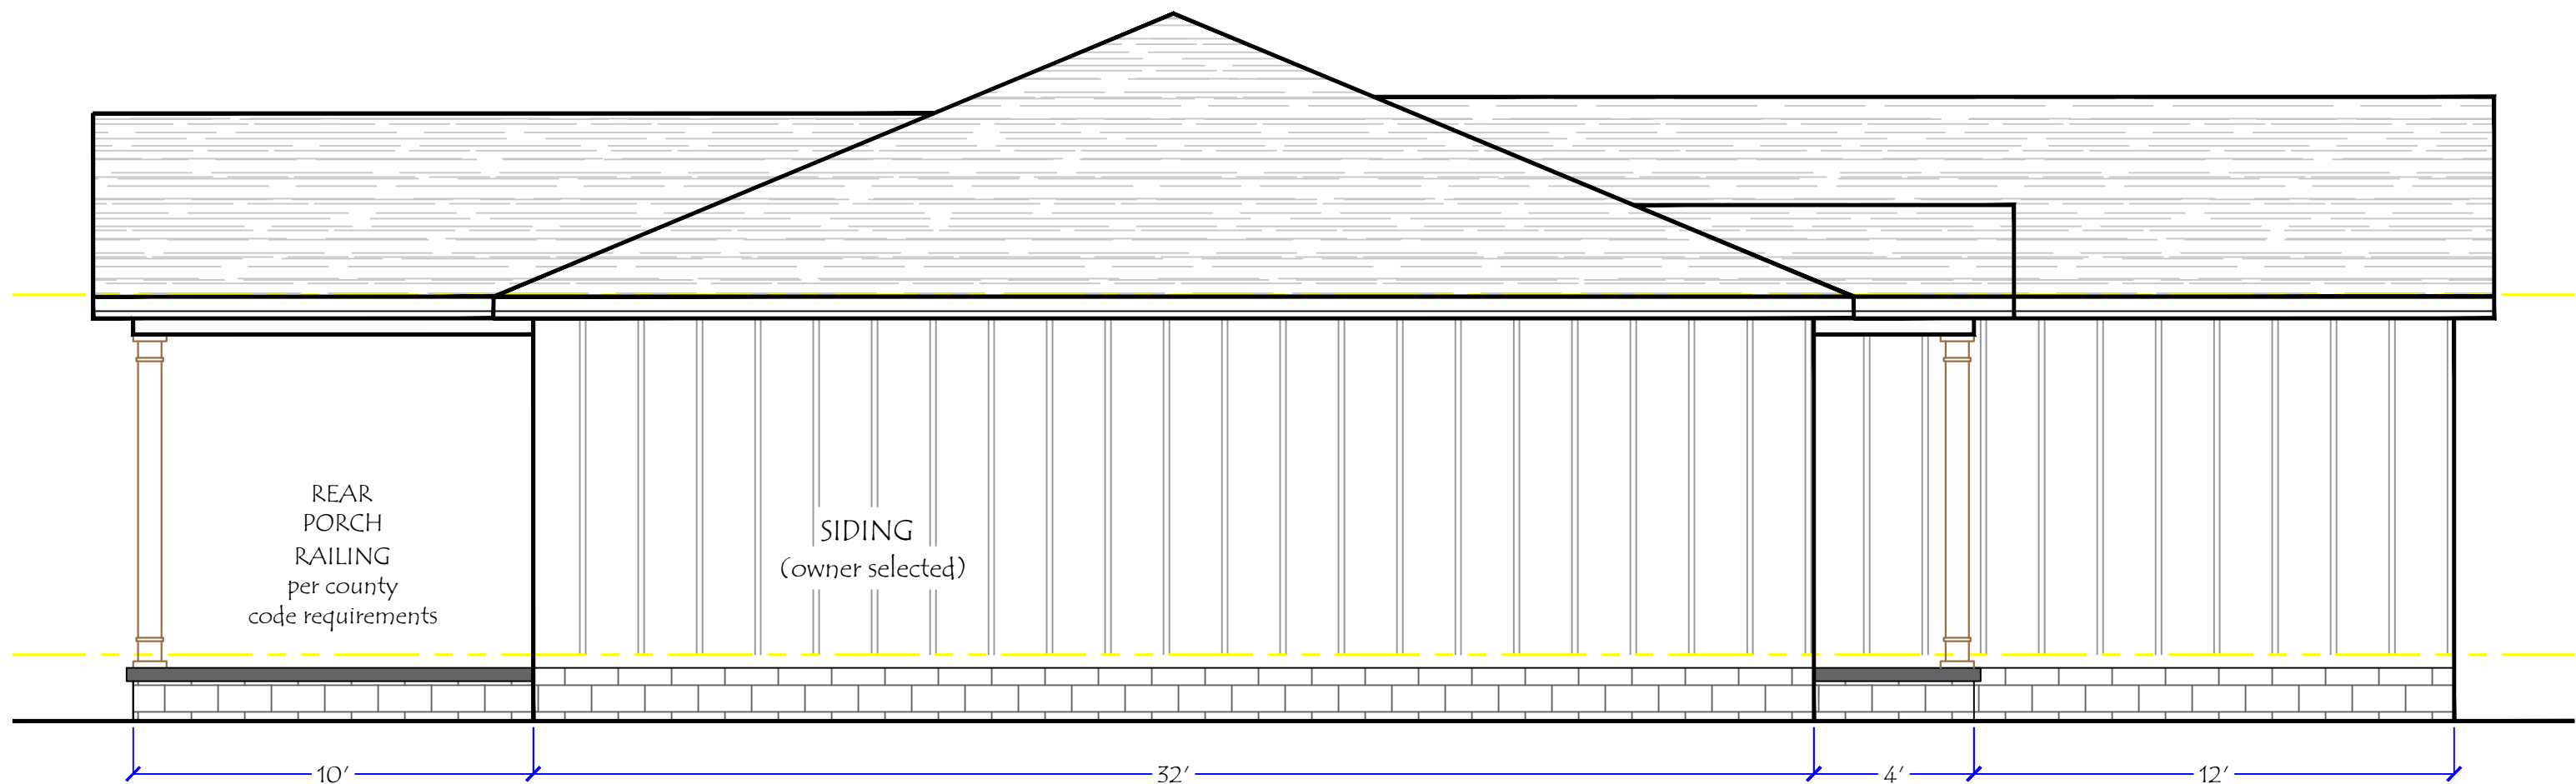 REAR
PORCH
RAILING
per county
code requirements
SIDING
(owner selected)
10'
32'
4'
12'